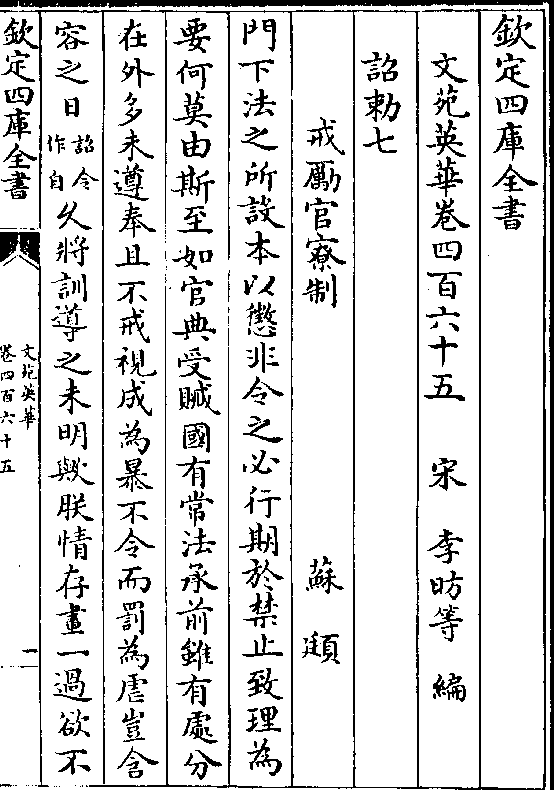 欽定四庫全書
文苑英華卷四百六十五 宋 李昉等 編
詔勅七
戒勵官寮制 蘇頲
門下法之所設本以懲非令之必行期於禁止致理為
要何莫由斯至如官典受贓國有常法承前雖有處分
在外多未遵奉且不戒視成為暴不令而罰為虐豈含
容之日詔令作自乆將訓導之未明歟朕情存畫一過欲不
欽定四庫全書
文苑英華
卷四百六十五
一